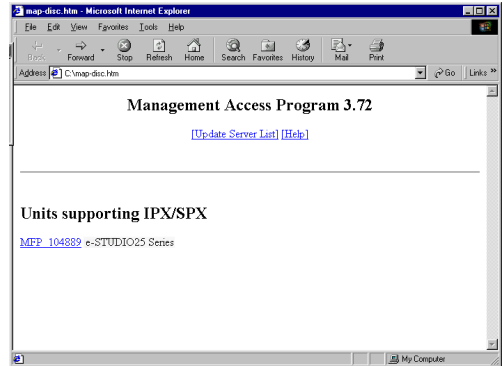 map-disc.htm - Microsoft Internet Explorer
File Edit View Favorites Tools Help
Back Forward Stop Refresh Home Search Favorites History Mail Print
Address C:\map-disc.htm Go Links »
Management Access Program 3.72
[Update Server List] [Help]
Units supporting IPX/SPX
MFP_104889 e-STUDIO25 Series
My Computer